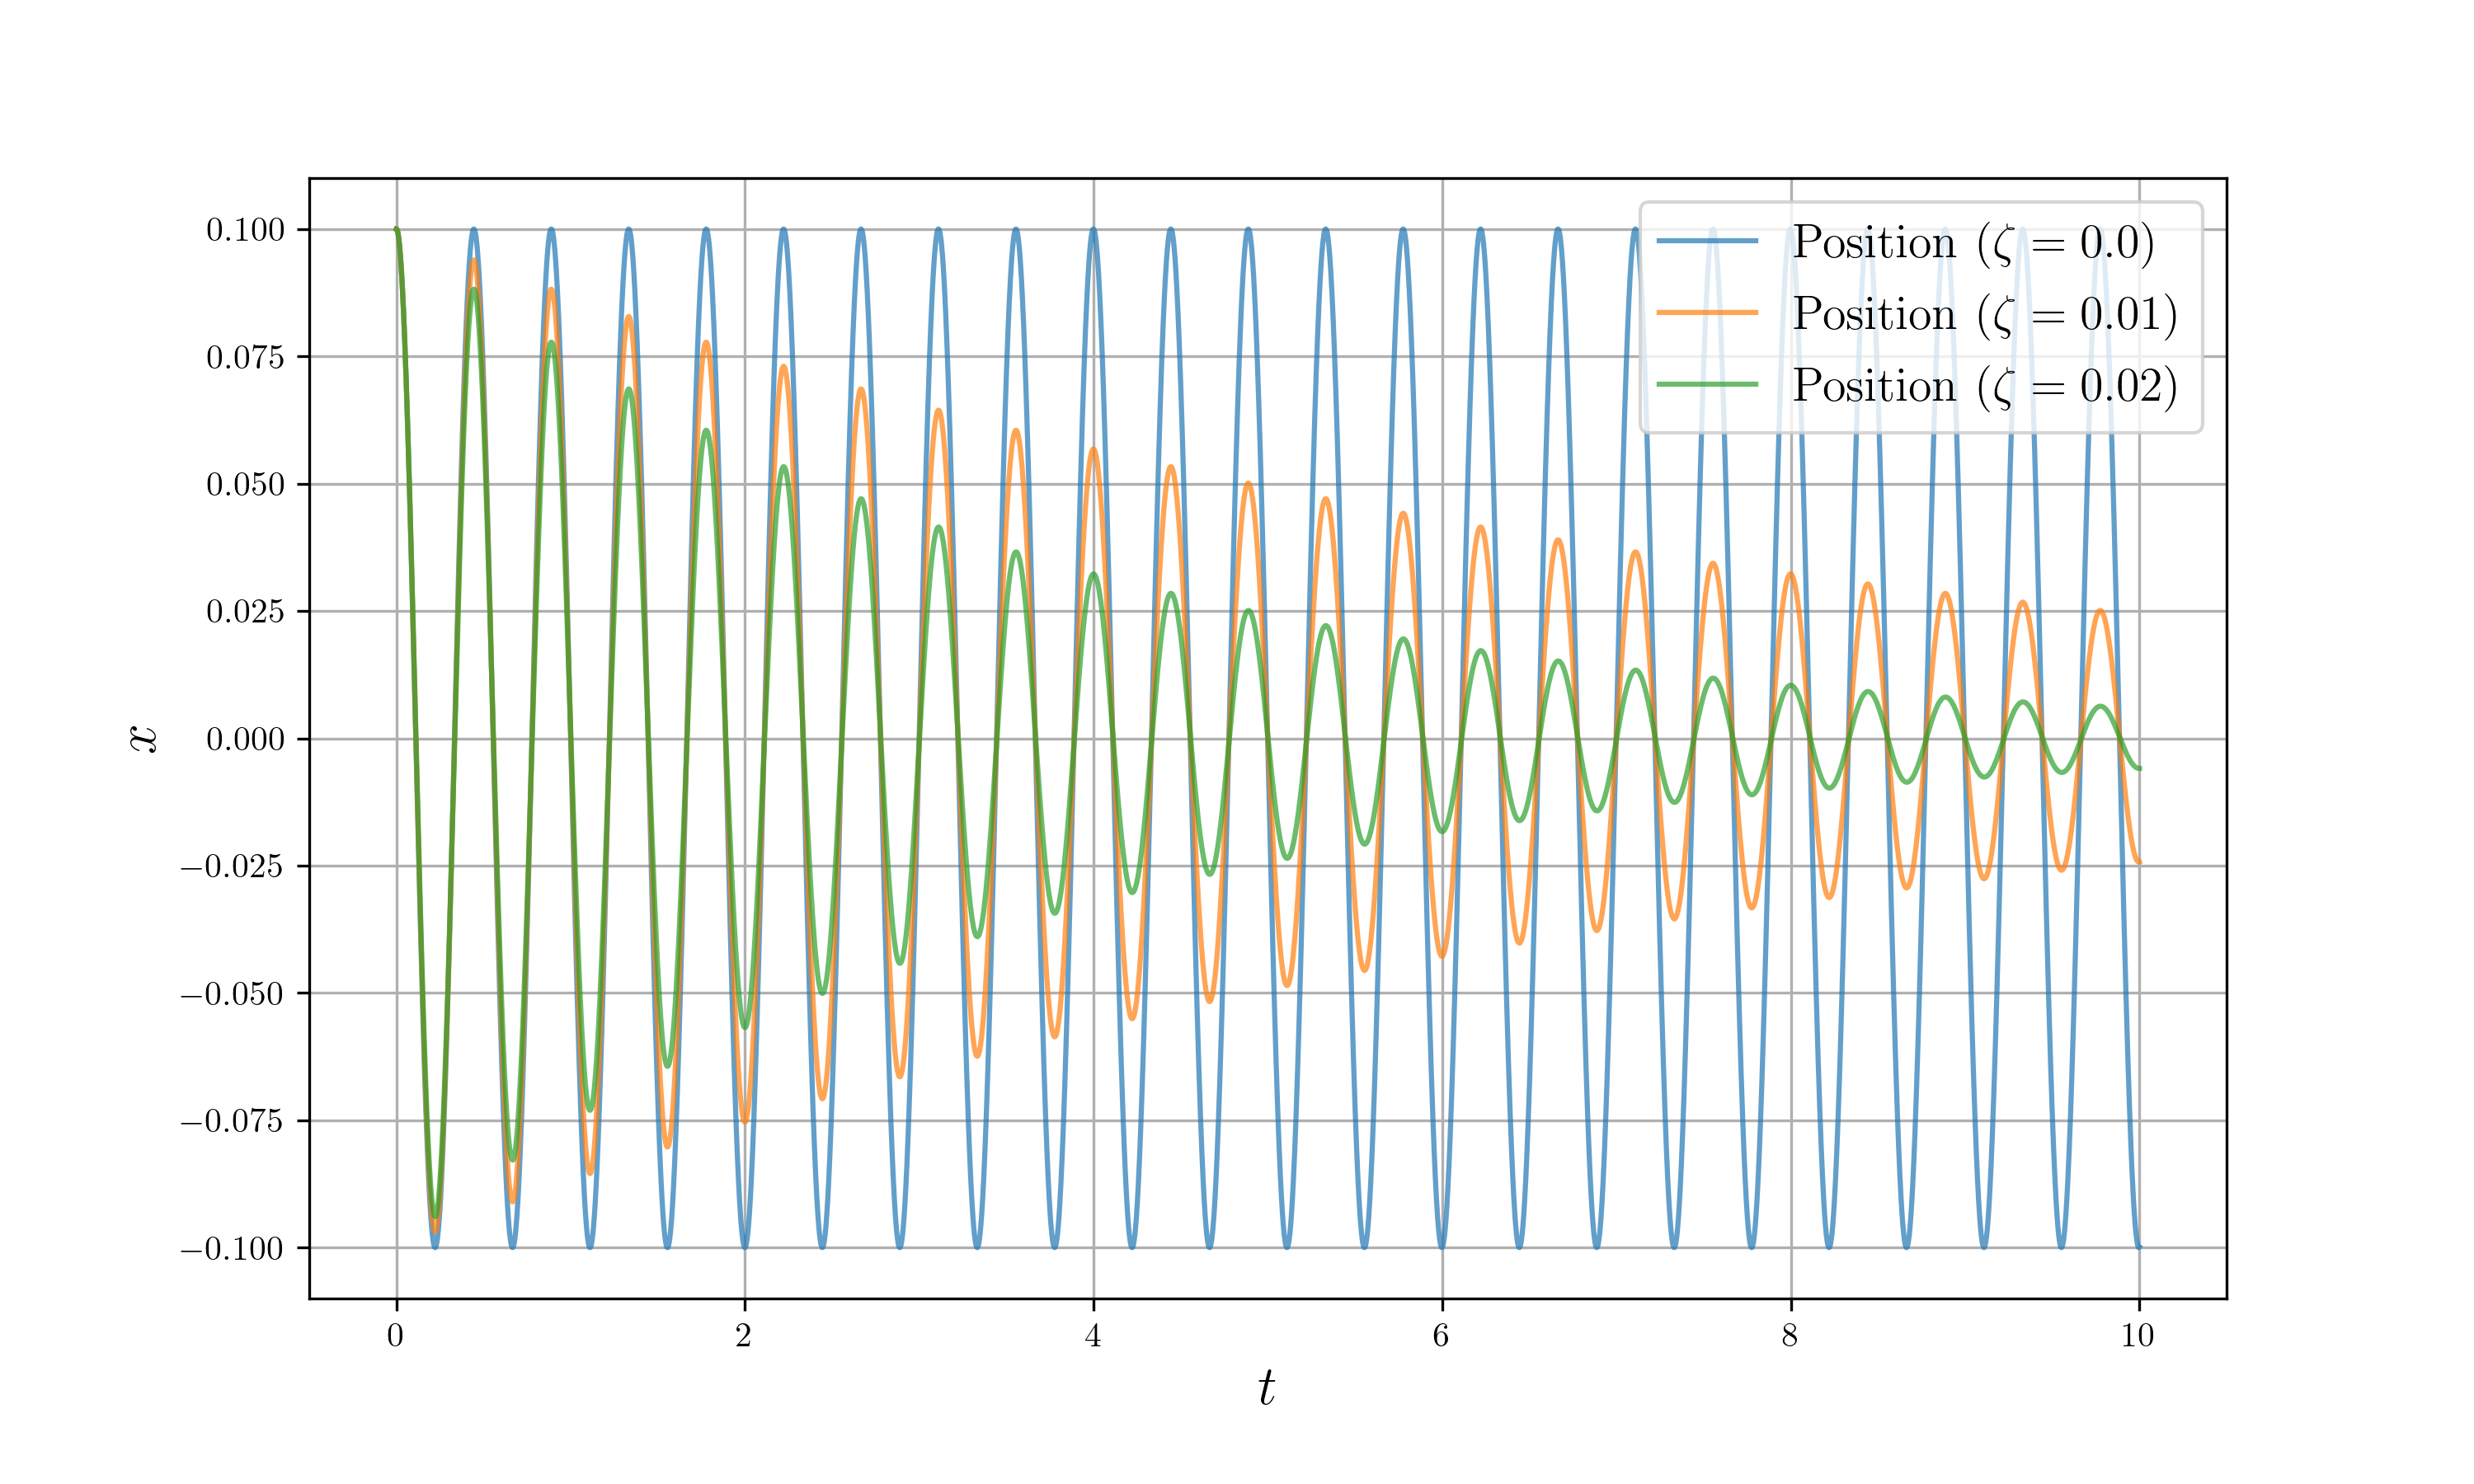 0.100
0.075
0.050
0.025
0.000
−0.025
−0.050
−0.075
−0.100
x
Position (ζ = 0.0)
Position (ζ = 0.01)
Position (ζ = 0.02)
0 2 4 6 8 10
t